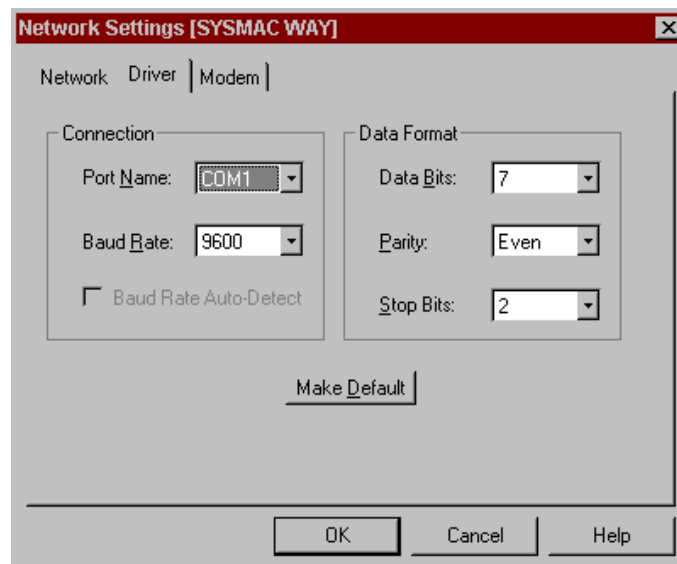 Network Settings [SYSMAC WAY]
Network Driver Modem
Connection
Port Name: COM1
Baud Rate: 9600
Baud Rate Auto-Detect
Data Format
Data Bits: 7
Parity: Even
Stop Bits: 2
Make Default
OK Cancel Help